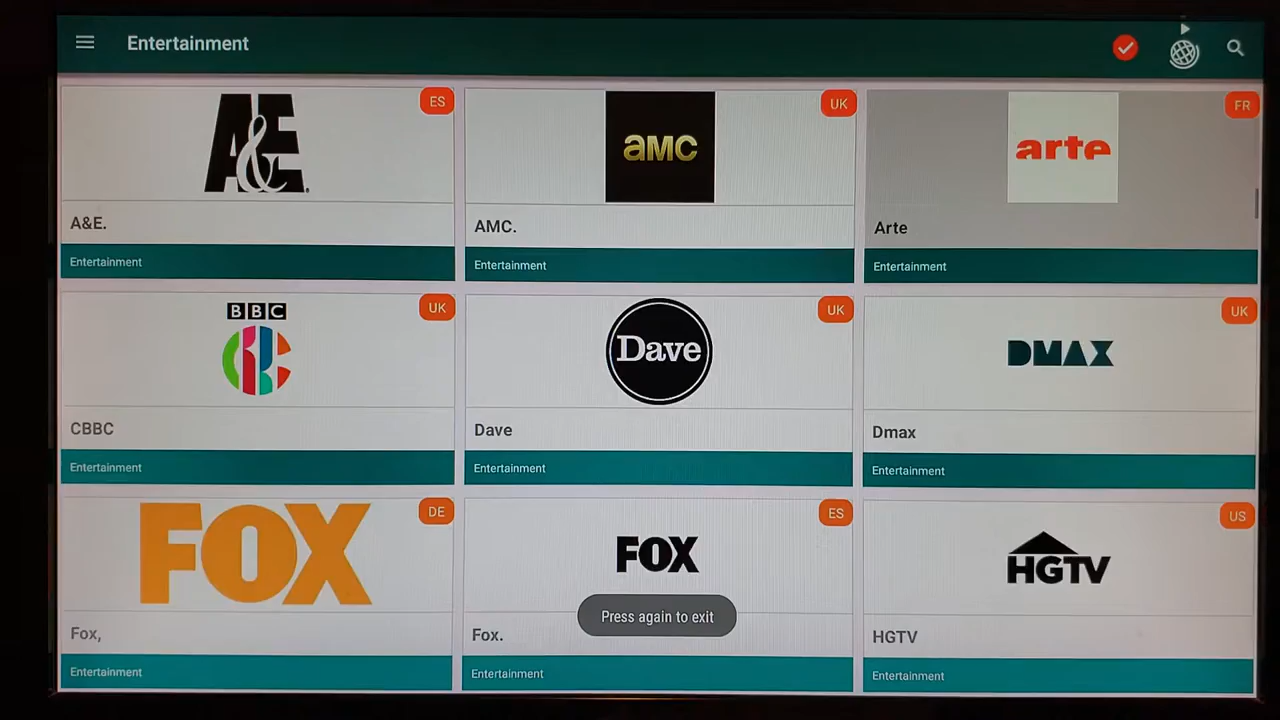 Entertainment
A&E
ES
A&E.
Entertainment
aMC
UK
AMC.
Entertainment
arte
FR
Arte
Entertainment
BBC
UK
CBBC
Entertainment
Dave
UK
Dave
Entertainment
DMAX
UK
Dmax
Entertainment
FOX
DE
Fox,
Entertainment
FOX
ES
Press again to exit
Fox.
Entertainment
HGTV
US
HGTV
Entertainment